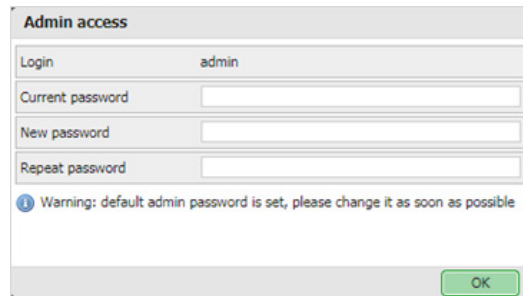 Admin access
Login admin
Current password
New password
Repeat password
Warning: default admin password is set, please change it as soon as possible
OK